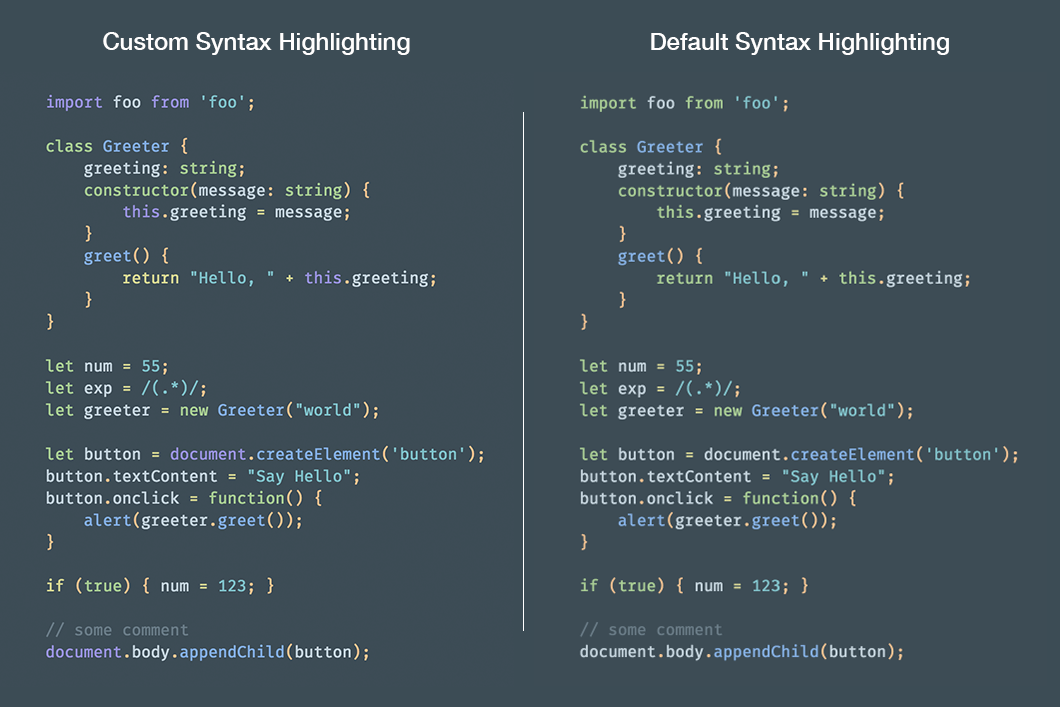 Custom Syntax Highlighting
import foo from 'foo';
class Greeter {
    greeting: string;
    constructor(message: string) {
        this.greeting = message;
    }
    greet() {
        return "Hello, " + this.greeting;
    }
}
let num = 55;
let exp = /(.*)/;
let greeter = new Greeter("world");
let button = document.createElement('button');
button.textContent = "Say Hello";
button.onclick = function() {
    alert(greeter.greet());
}
if (true) { num = 123; }
// some comment
document.body.appendChild(button);
Default Syntax Highlighting
import foo from 'foo';
class Greeter {
    greeting: string;
    constructor(message: string) {
        this.greeting = message;
    }
    greet() {
        return "Hello, " + this.greeting;
    }
}
let num = 55;
let exp = /(.*)/;
let greeter = new Greeter("world");
let button = document.createElement('button');
button.textContent = "Say Hello";
button.onclick = function() {
    alert(greeter.greet());
}
if (true) { num = 123; }
// some comment
document.body.appendChild(button);